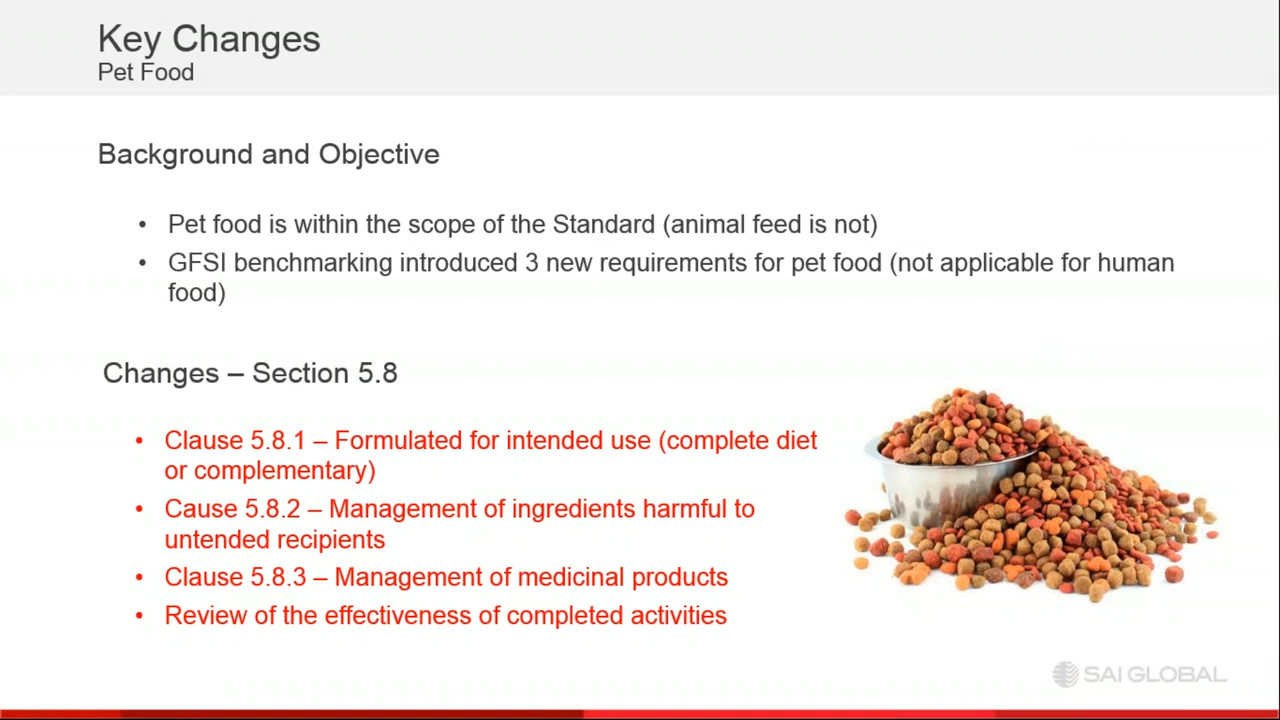 Key Changes
Pet Food
Background and Objective
• Pet food is within the scope of the Standard (animal feed is not)
• GFSI benchmarking introduced 3 new requirements for pet food (not applicable for human
food)
Changes – Section 5.8
• Clause 5.8.1 – Formulated for intended use (complete diet
or complementary)
• Cause 5.8.2 – Management of ingredients harmful to
untended recipients
• Clause 5.8.3 – Management of medicinal products
• Review of the effectiveness of completed activities
SAI GLOBAL